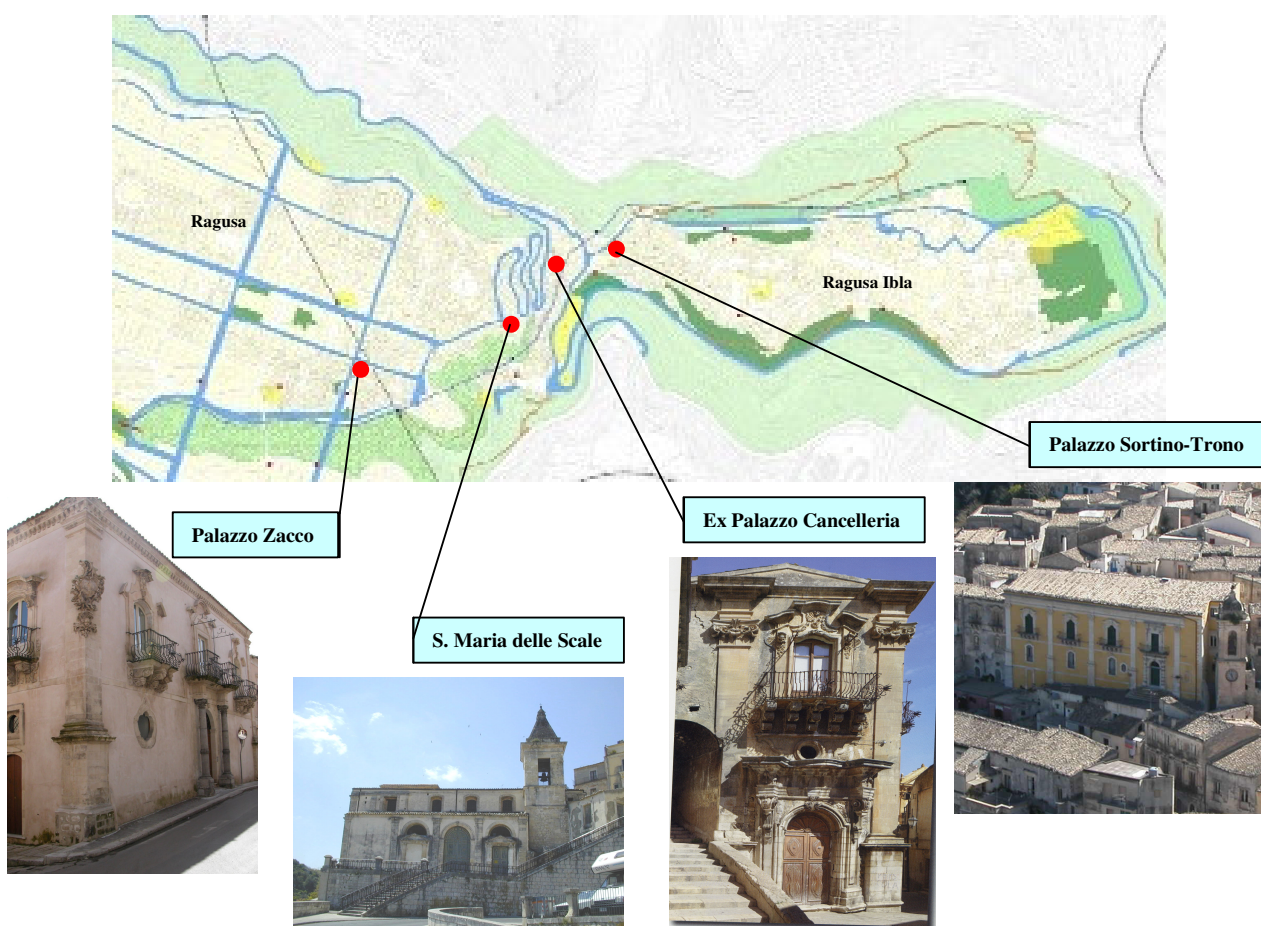 Ragusa
Ragusa Ibla
Palazzo Sortino-Trono
Ex Palazzo Cancelleria
Palazzo Zacco
S. Maria delle Scale